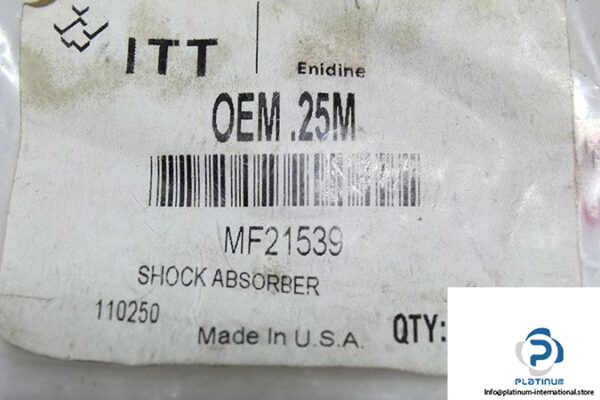 ITT
Enidine
OEM .25M
MF21539
SHOCK ABSORBER
110250
Made In U.S.A.
QTY:
PLATINUM
Info@platinum-international.store